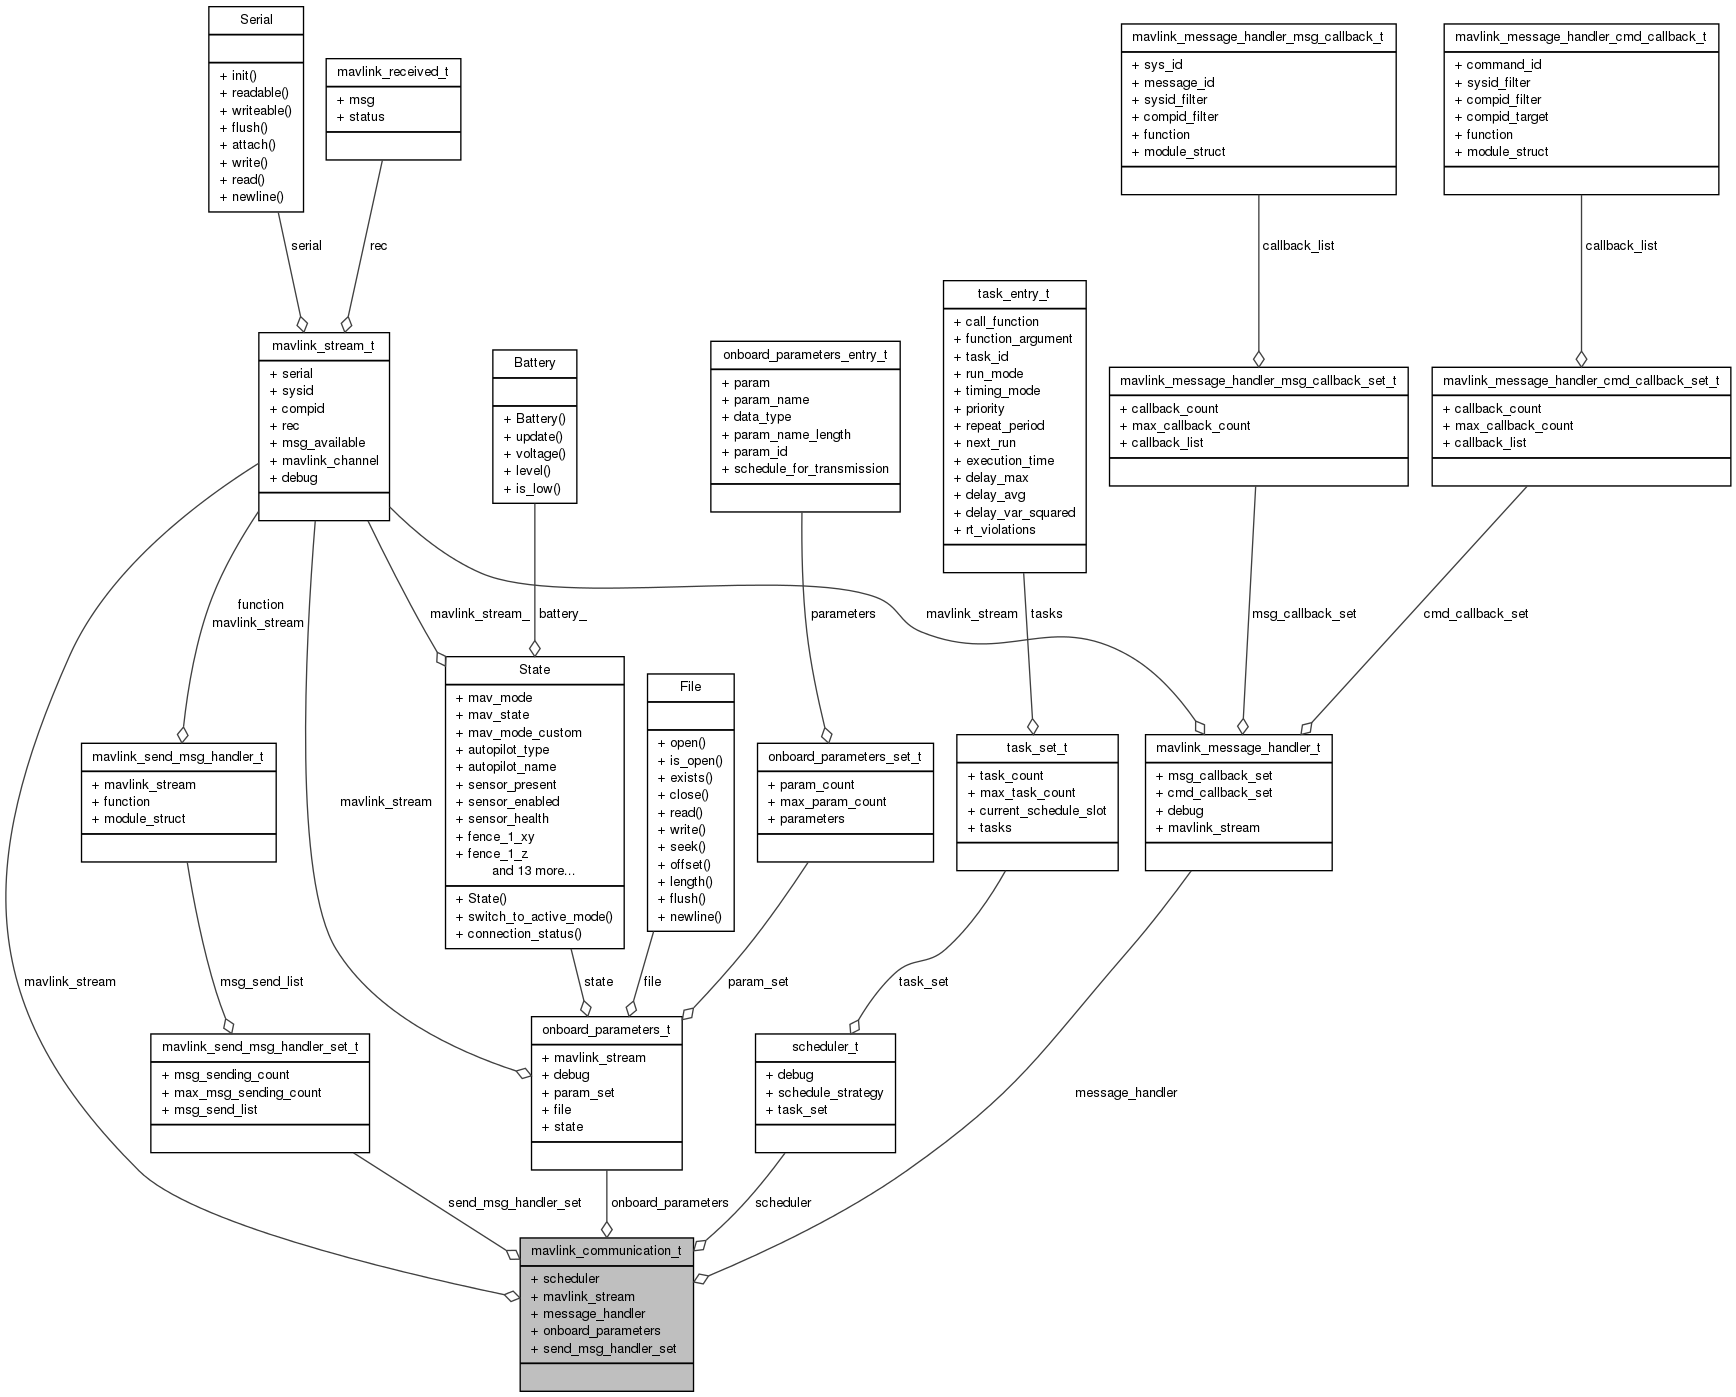 Serial
+ init()
+ readable()
+ writeable()
+ flush()
+ attach()
+ write()
+ read()
+ newline()
mavlink_received_t
+ msg
+ status
mavlink_message_handler_msg_callback_t
+ sys_id
+ message_id
+ sysid_filter
+ compid_filter
+ function
+ module_struct
mavlink_message_handler_cmd_callback_t
+ command_id
+ sysid_filter
+ compid_filter
+ compid_target
+ function
+ module_struct
serial
rec
callback_list
callback_list
mavlink_stream_t
+ serial
+ sysid
+ compid
+ rec
+ msg_available
+ mavlink_channel
+ debug
Battery
+ Battery()
+ update()
+ voltage()
+ level()
+ is_low()
onboard_parameters_entry_t
+ param
+ param_name
+ data_type
+ param_name_length
+ param_id
+ schedule_for_transmission
task_entry_t
+ call_function
+ function_argument
+ task_id
+ run_mode
+ timing_mode
+ priority
+ repeat_period
+ next_run
+ execution_time
+ delay_max
+ delay_avg
+ delay_var_squared
+ rt_violations
mavlink_message_handler_msg_callback_set_t
+ callback_count
+ max_callback_count
+ callback_list
mavlink_message_handler_cmd_callback_set_t
+ callback_count
+ max_callback_count
+ callback_list
function
mavlink_stream
mavlink_stream_
battery_
parameters
mavlink_stream
tasks
msg_callback_set
cmd_callback_set
mavlink_send_msg_handler_t
+ mavlink_stream
+ function
+ module_struct
mavlink_stream
State
+ mav_mode
+ mav_state
+ mav_mode_custom
+ autopilot_type
+ autopilot_name
+ sensor_present
+ sensor_enabled
+ sensor_health
+ fence_1_xy
+ fence_1_z
and 13 more...
+ State()
+ switch_to_active_mode()
+ connection_status()
File
+ open()
+ is_open()
+ exists()
+ close()
+ read()
+ write()
+ seek()
+ offset()
+ length()
+ flush()
+ newline()
onboard_parameters_set_t
+ param_count
+ max_param_count
+ parameters
task_set_t
+ task_count
+ max_task_count
+ current_schedule_slot
+ tasks
mavlink_message_handler_t
+ msg_callback_set
+ cmd_callback_set
+ debug
+ mavlink_stream
mavlink_stream
msg_send_list
state
file
param_set
task_set
mavlink_send_msg_handler_set_t
+ msg_sending_count
+ max_msg_sending_count
+ msg_send_list
onboard_parameters_t
+ mavlink_stream
+ debug
+ param_set
+ file
+ state
scheduler_t
+ debug
+ schedule_strategy
+ task_set
message_handler
send_msg_handler_set
onboard_parameters
scheduler
mavlink_communication_t
+ scheduler
+ mavlink_stream
+ message_handler
+ onboard_parameters
+ send_msg_handler_set